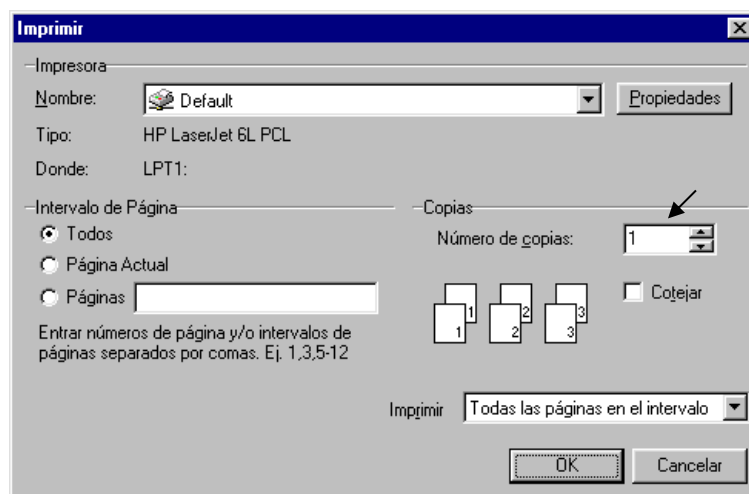 Imprimir
Impresora
Nombre: Default Propiedades
Tipo: HP LaserJet 6L PCL
Donde: LPT1:
Intervalo de Página
Todos
Página Actual
Páginas
Entrar números de página y/o intervalos de
páginas separados por comas. Ej. 1,3,5-12
Copias
Número de copias: 1
Cotejar
1 1 2 2 3 3
Imprimir Todas las páginas en el intervalo
OK Cancelar